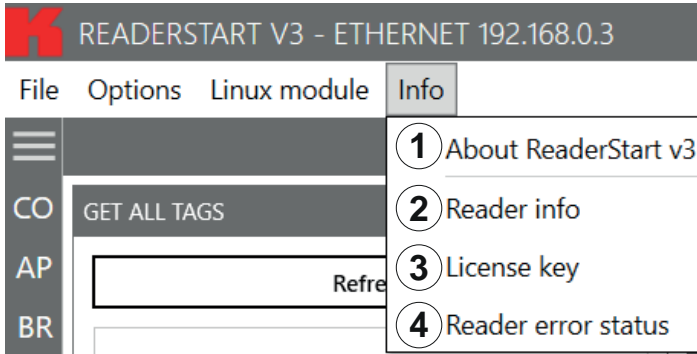 READERSTART V3 - ETHERNET 192.168.0.3
File Options Linux module Info
1 About ReaderStart v3
CO GET ALL TAGS 2 Reader info
AP Refre 3 License key
BR 4 Reader error status